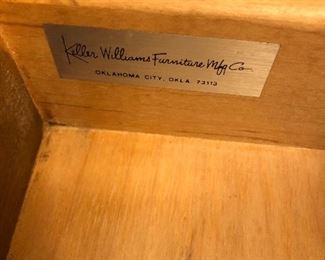 Keller Williams Furniture Mfg Co
OKLAHOMA CITY, OKLA. 73113